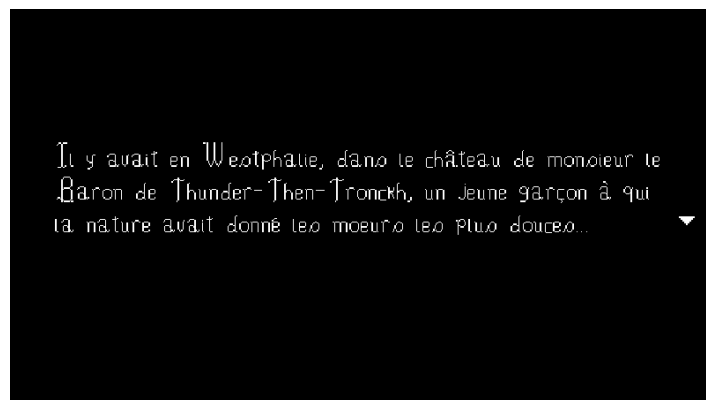 Il y avait en Westphalie, dans le château de monsieur le
Baron de Thunder-Then-Tronckh, un jeune garçon à qui
la nature avait donné les moeurs les plus douces...